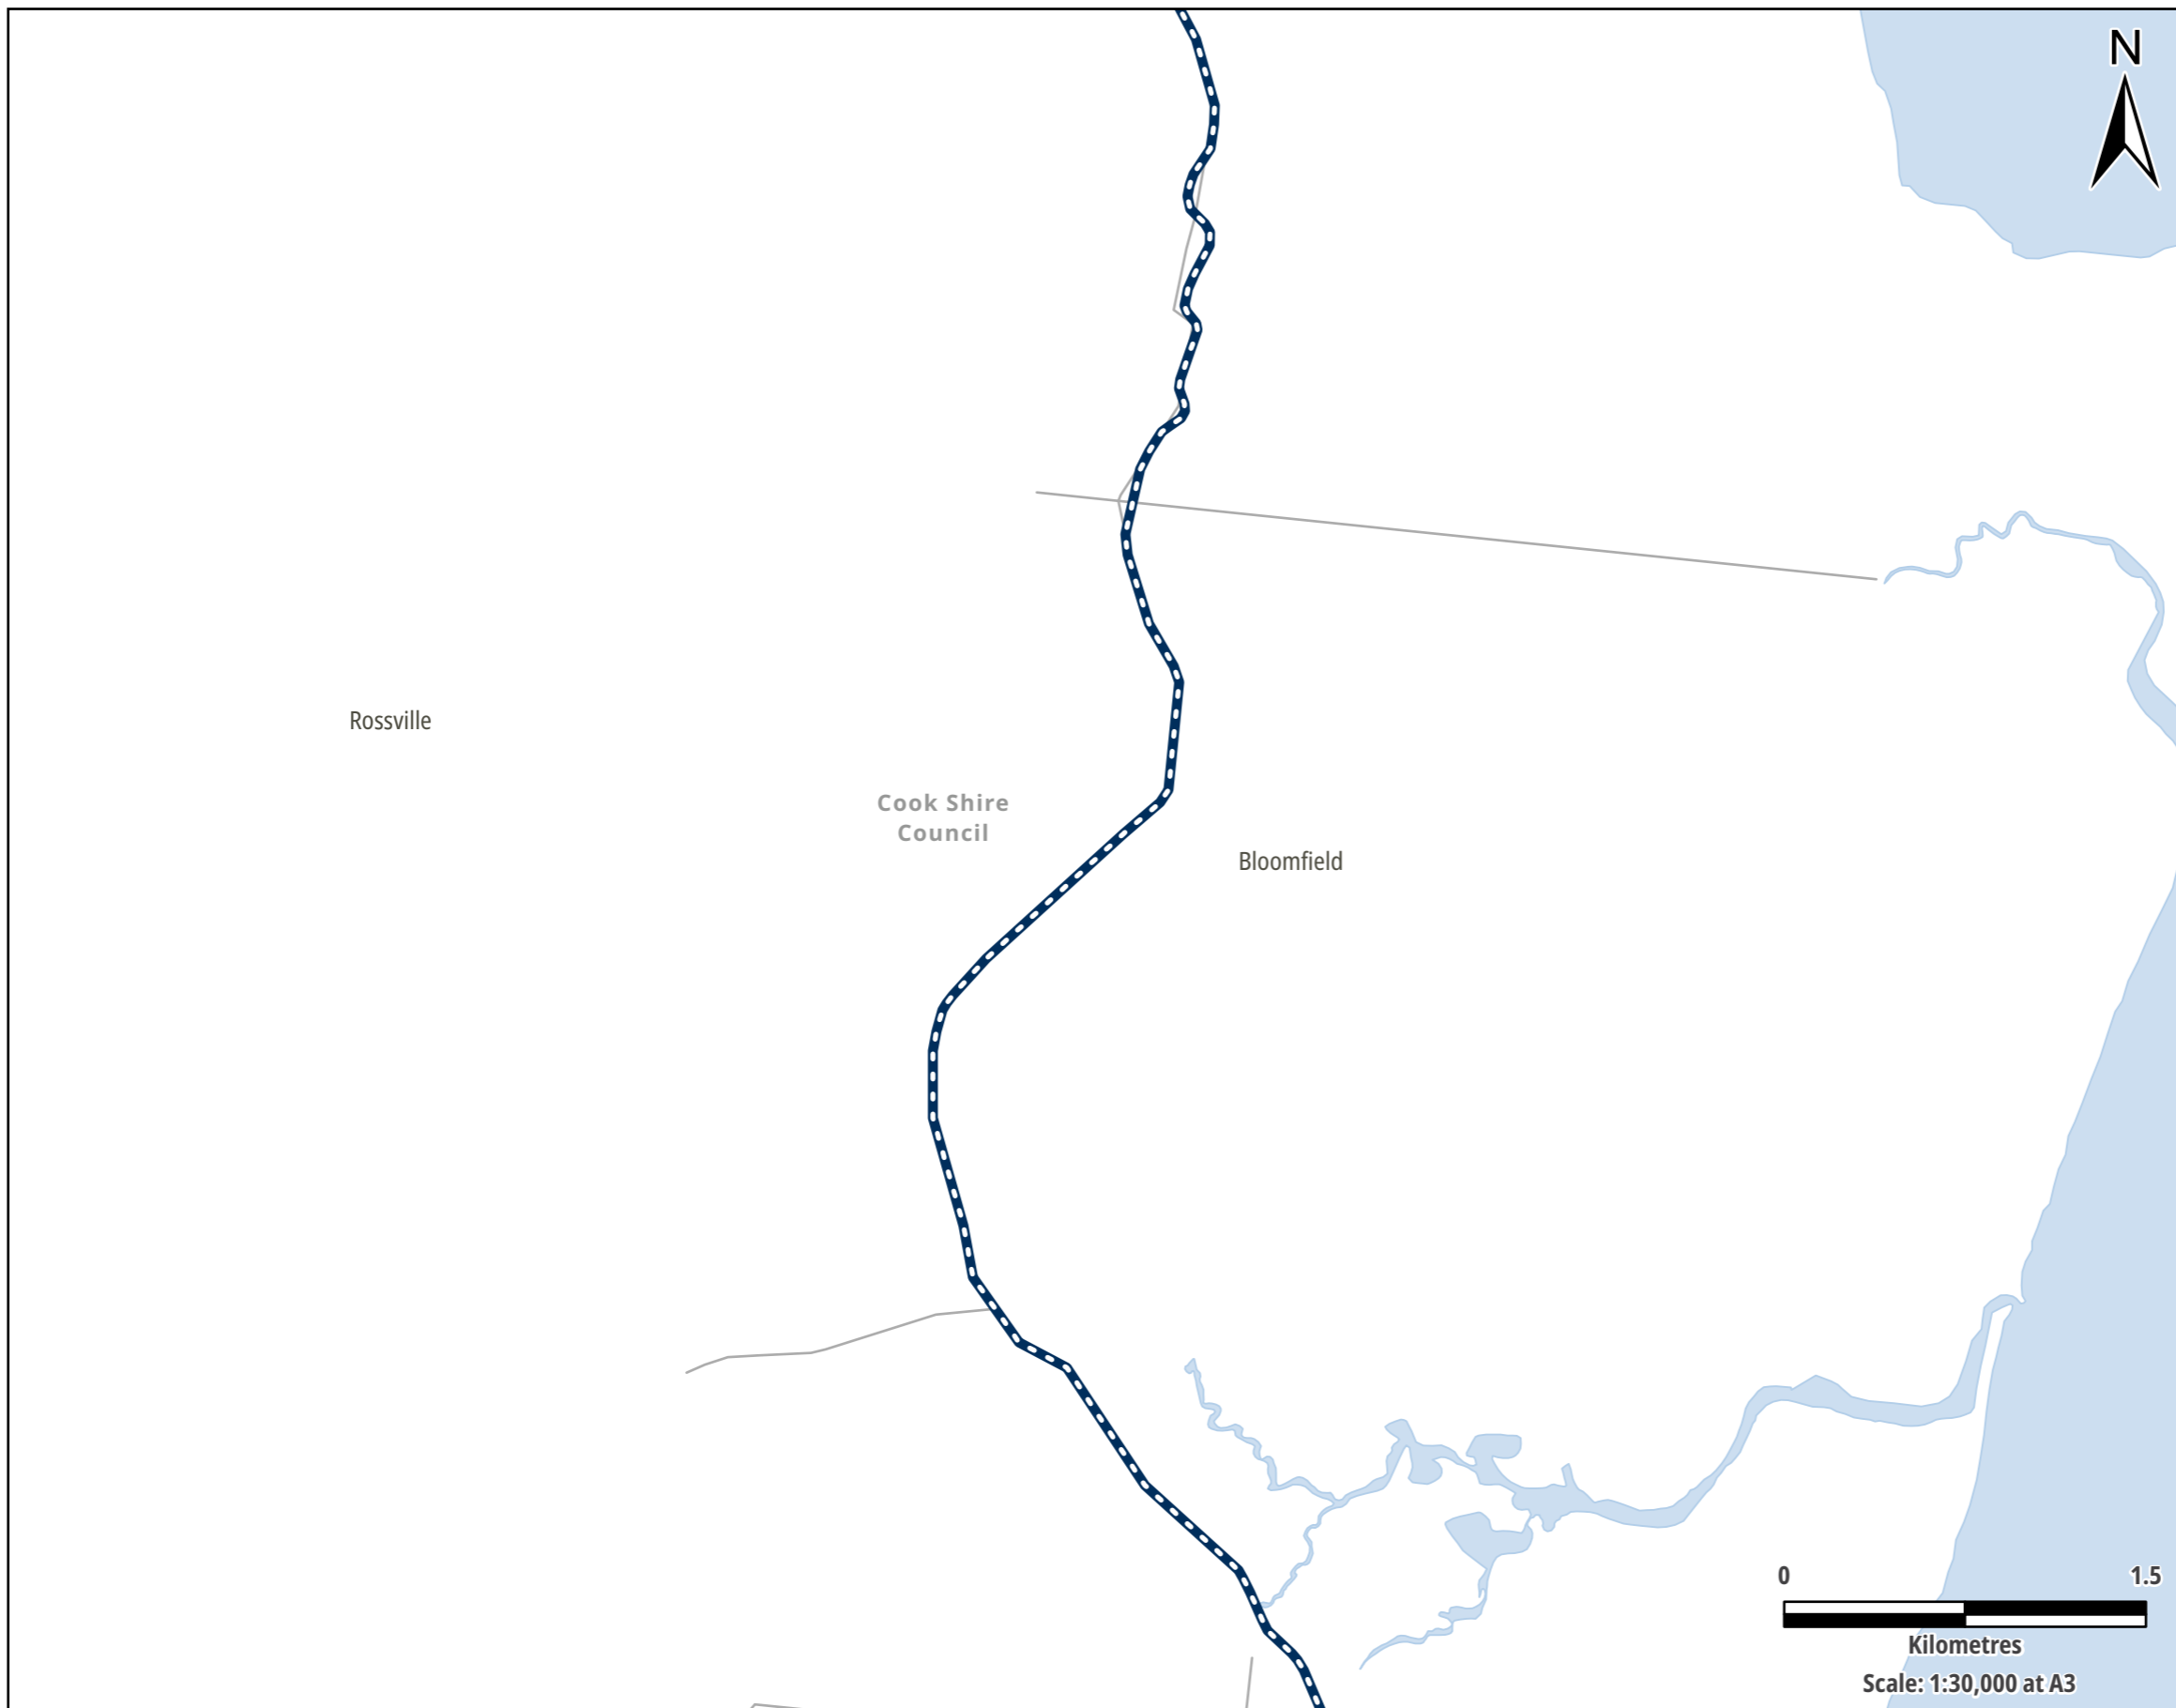 N
Rossville
Cook Shire
Council
Bloomfield
0 1.5
Kilometres
Scale: 1:30,000 at A3